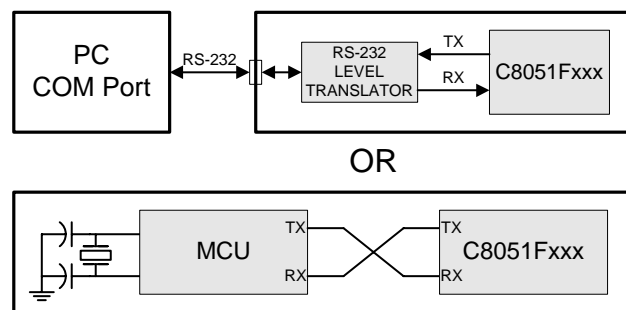 PC
COM Port
RS-232
RS-232
LEVEL
TRANSLATOR
TX
RX
C8051Fxxx
OR
MCU
TX
RX
TX
RX
C8051Fxxx